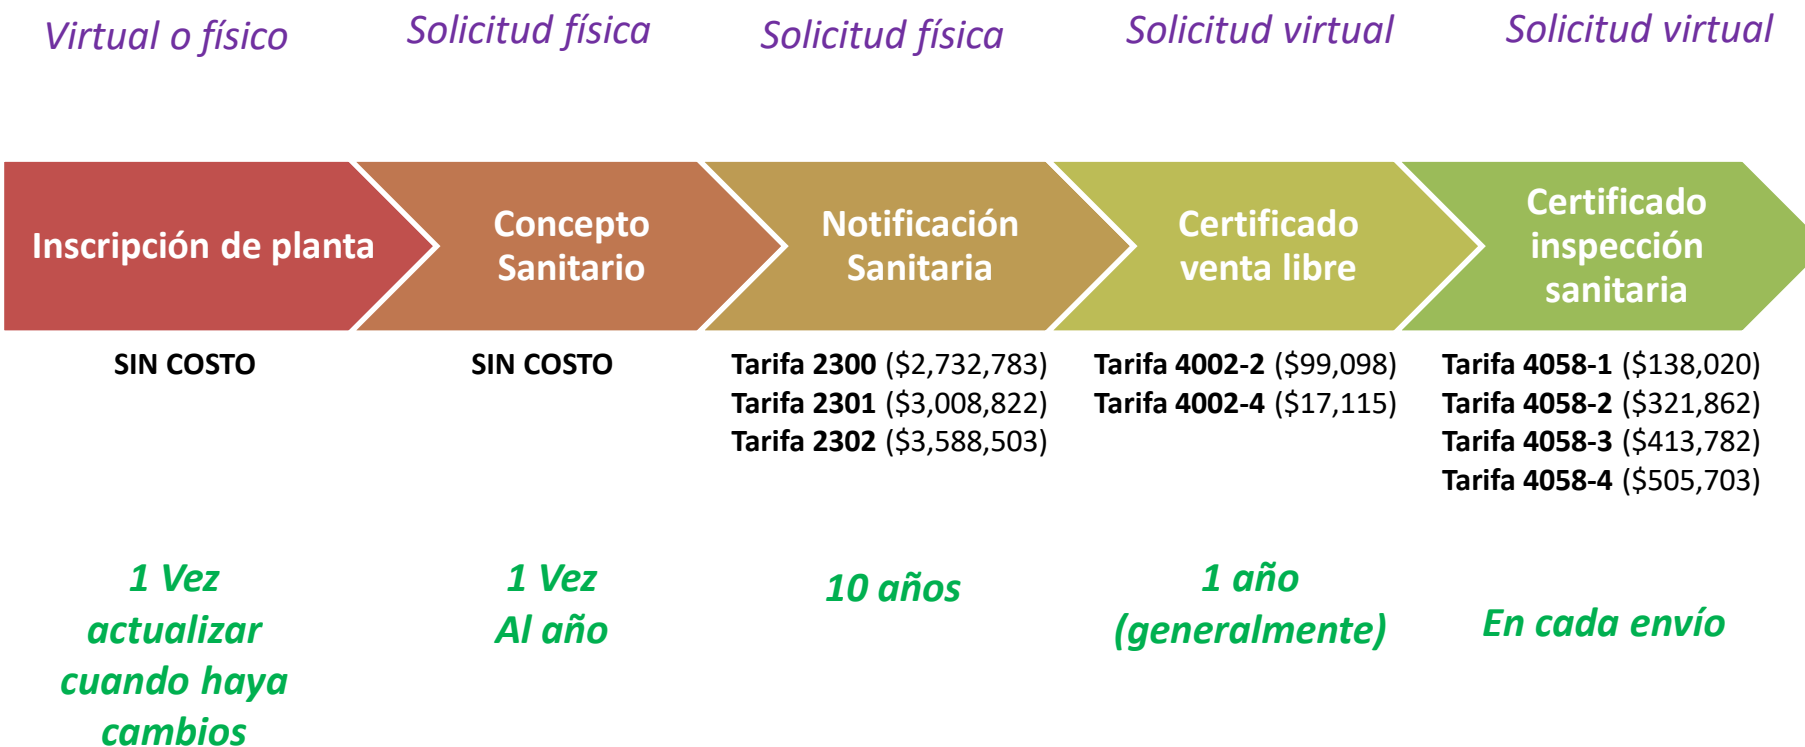 Virtual o físico
Solicitud física
Solicitud física
Solicitud virtual
Solicitud virtual
Inscripción de planta
Concepto
Sanitario
Notificación
Sanitaria
Certificado
venta libre
Certificado
inspección
sanitaria
SIN COSTO
SIN COSTO
Tarifa 2300 ($2,732,783)
Tarifa 2301 ($3,008,822)
Tarifa 2302 ($3,588,503)
Tarifa 4002-2 ($99,098)
Tarifa 4002-4 ($17,115)
Tarifa 4058-1 ($138,020)
Tarifa 4058-2 ($321,862)
Tarifa 4058-3 ($413,782)
Tarifa 4058-4 ($505,703)
1 Vez
actualizar
cuando haya
cambios
1 Vez
Al año
10 años
1 año
(generalmente)
En cada envío